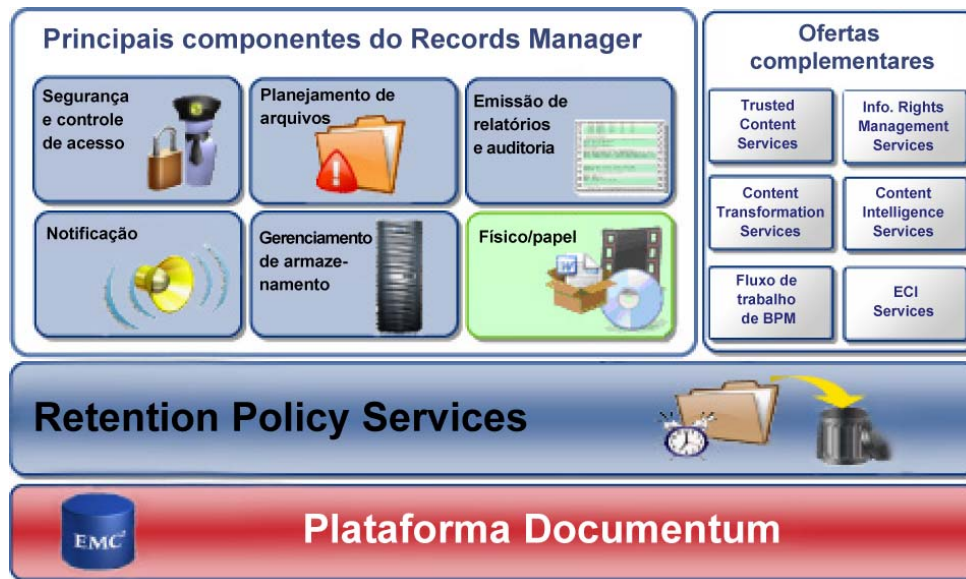 Principais componentes do Records Manager
Segurança
e controle
de acesso
Planejamento de
arquivos
Emissão de
relatórios
e auditoria
Notificação
Gerenciamento
de armaze-
namento
Físico/papel
Ofertas
complementares
Trusted
Content
Services
Info. Rights
Management
Services
Content
Transformation
Services
Content
Intelligence
Services
Fluxo de
trabalho
de BPM
ECI
Services
Retention Policy Services
EMC²
Plataforma Documentum